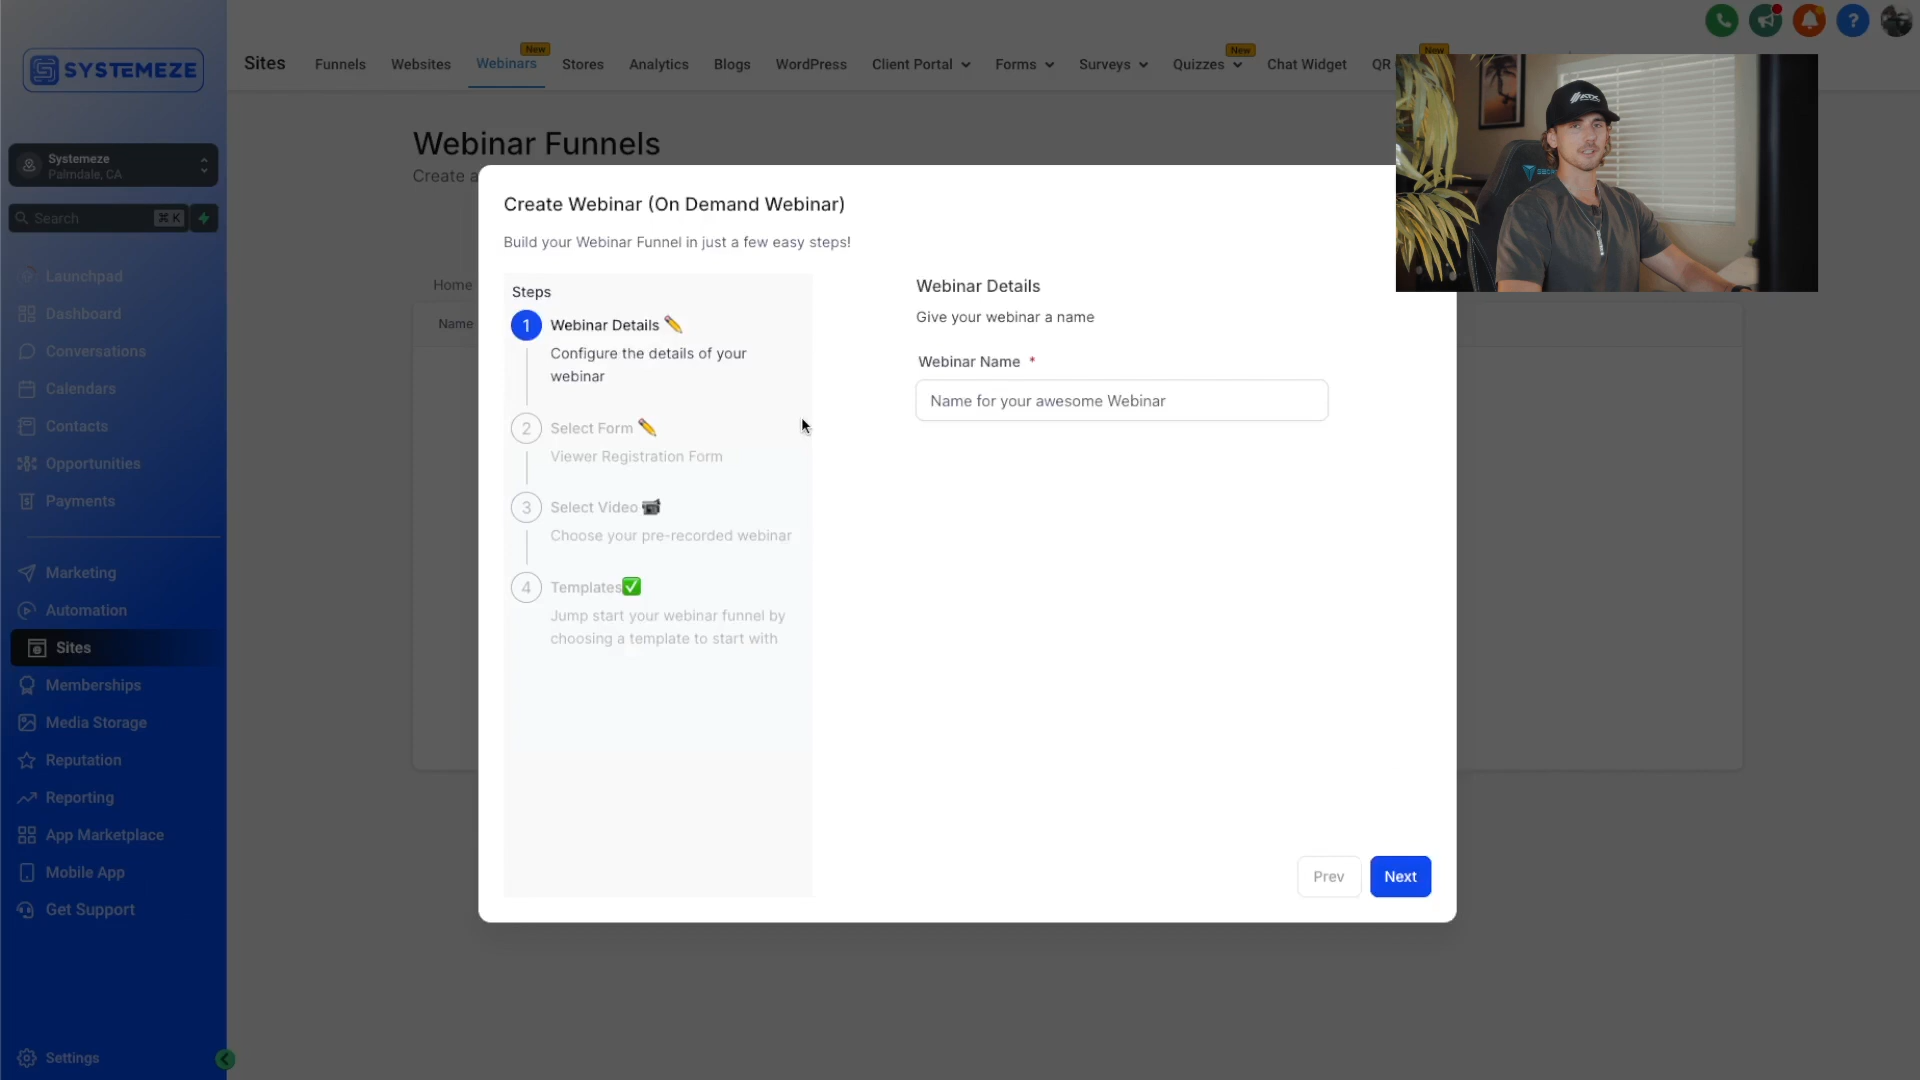 SYSTEMEZE
Systemeze
Palmdale, CA
Search
⌘ K
Launchpad
Dashboard
Conversations
Calendars
Contacts
Opportunities
Payments
Marketing
Automation
Sites
Memberships
Media Storage
Reputation
Reporting
App Marketplace
Mobile App
Get Support
Settings
Sites
Funnels
Websites
Webinars
New
Stores
Analytics
Blogs
WordPress
Client Portal
Forms
Surveys
Quizzes
New
Chat Widget
QR
New
?
Webinar Funnels
Create a
Home
Name
Create Webinar (On Demand Webinar)
Build your Webinar Funnel in just a few easy steps!
Steps
1 Webinar Details ✏️
Configure the details of your
webinar
2 Select Form ✏️
Viewer Registration Form
3 Select Video 📹
Choose your pre-recorded webinar
4 Templates✅
Jump start your webinar funnel by
choosing a template to start with
Webinar Details
Give your webinar a name
Webinar Name *
Name for your awesome Webinar
Prev
Next